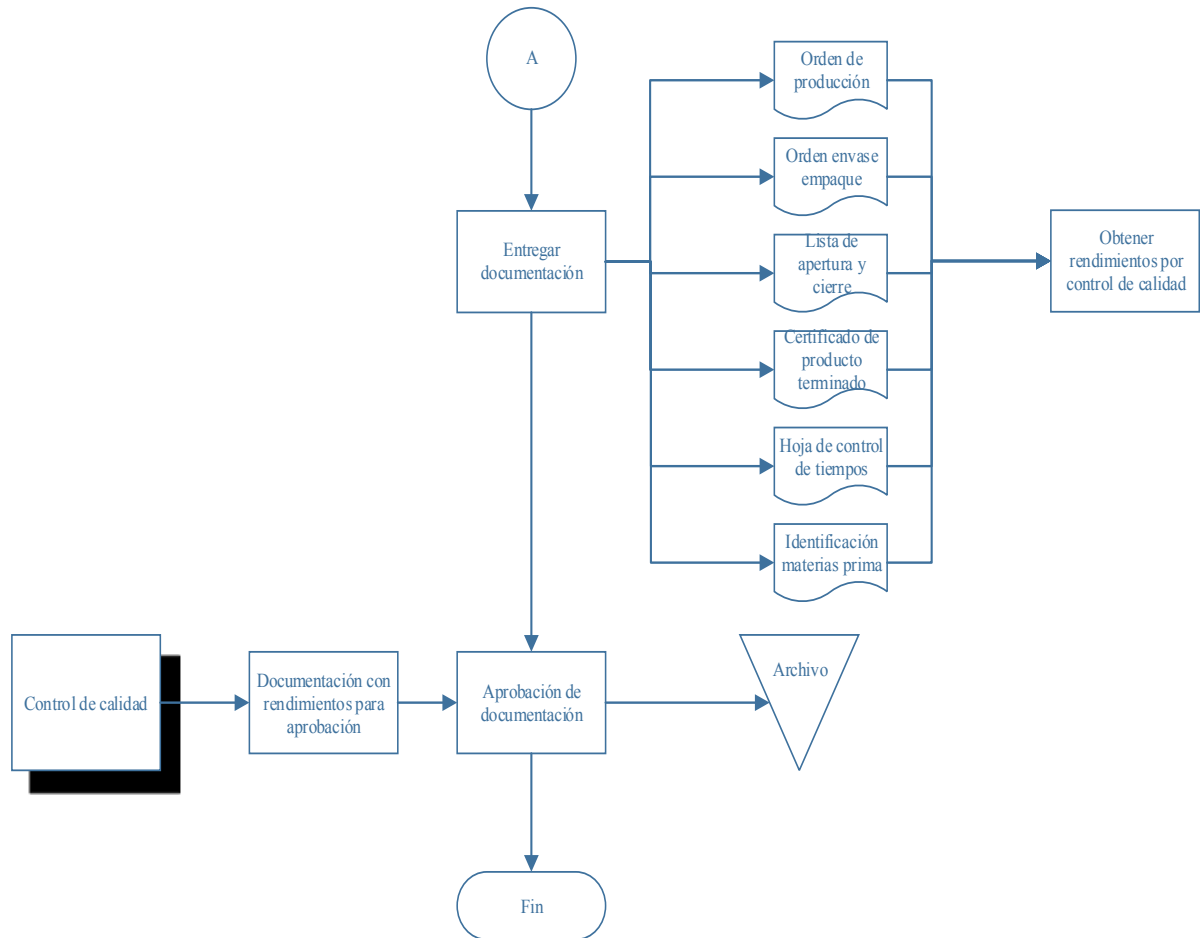 A
Orden de
producción
Orden envase
empaque
Entregar
documentación
Lista de
apertura y
cierre
Obtener
rendimientos por
control de calidad
Certificado de
producto
terminado
Hoja de control
de tiempos
Identificación
materias prima
Control de calidad
Documentación con
rendimientos para
aprobación
Aprobación de
documentación
Archivo
Fin